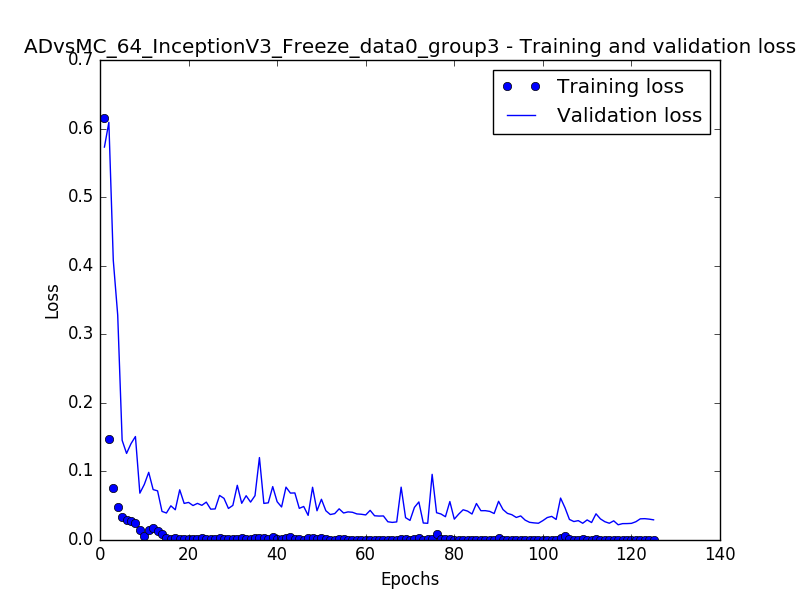 ADvsMC_64_InceptionV3_Freeze_data0_group3 - Training and validation loss
0.7
0.6
0.5
0.4
0.3
0.2
0.1
0.0
Loss
Training loss
Validation loss
0 20 40 60 80 100 120 140
Epochs